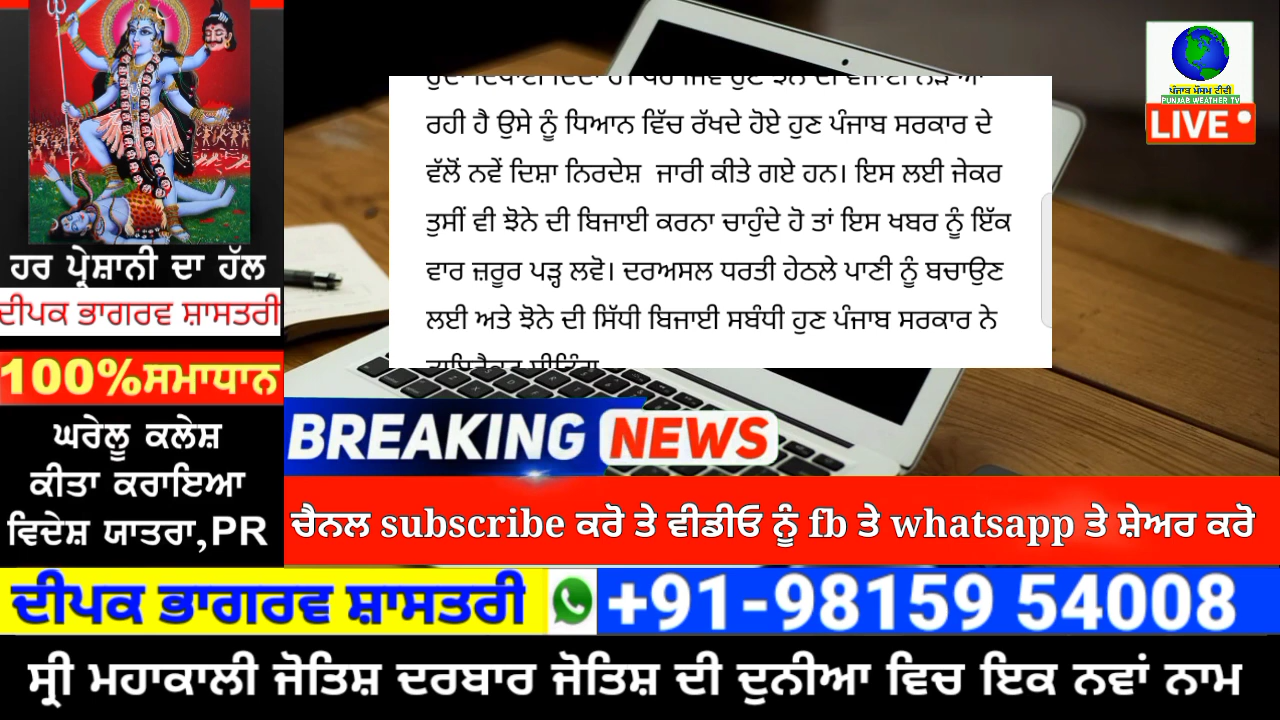 ਰਹੀ ਹੈ ਉਸੇ ਨੂੰ ਧਿਆਨ ਵਿੱਚ ਰੱਖਦੇ ਹੋਏ ਹੁਣ ਪੰਜਾਬ ਸਰਕਾਰ ਦੇ
ਵੱਲੋਂ ਨਵੇਂ ਦਿਸ਼ਾ ਨਿਰਦੇਸ਼ ਜਾਰੀ ਕੀਤੇ ਗਏ ਹਨ। ਇਸ ਲਈ ਜੇਕਰ
ਤੁਸੀਂ ਵੀ ਝੋਨੇ ਦੀ ਬਿਜਾਈ ਕਰਨਾ ਚਾਹੁੰਦੇ ਹੋ ਤਾਂ ਇਸ ਖਬਰ ਨੂੰ ਇੱਕ
ਵਾਰ ਜ਼ਰੂਰ ਪੜ੍ਹ ਲਵੋ। ਦਰਅਸਲ ਧਰਤੀ ਹੇਠਲੇ ਪਾਣੀ ਨੂੰ ਬਚਾਉਣ
ਲਈ ਅਤੇ ਝੋਨੇ ਦੀ ਸਿੱਧੀ ਬਿਜਾਈ ਸਬੰਧੀ ਹੁਣ ਪੰਜਾਬ ਸਰਕਾਰ ਨੇ
ਪੰਜਾਬ ਮੌਸਮ ਟੀਵੀ
PUNJAB WEATHER TV
LIVE
ਹਰ ਪ੍ਰੇਸ਼ਾਨੀ ਦਾ ਹੱਲ
ਦੀਪਕ ਭਾਗਰਵ ਸ਼ਾਸਤਰੀ
100%ਸਮਾਧਾਨ
ਘਰੇਲੂ ਕਲੇਸ਼
ਕੀਤਾ ਕਰਾਇਆ
ਵਿਦੇਸ਼ ਯਾਤਰਾ,PR
BREAKING NEWS
ਚੈਨਲ subscribe ਕਰੋ ਤੇ ਵੀਡੀਓ ਨੂੰ fb ਤੇ whatsapp ਤੇ ਸ਼ੇਅਰ ਕਰੋ
ਦੀਪਕ ਭਾਗਰਵ ਸ਼ਾਸਤਰੀ +91-98159 54008
ਸ੍ਰੀ ਮਹਾਕਾਲੀ ਜੋਤਿਸ਼ ਦਰਬਾਰ ਜੋਤਿਸ਼ ਦੀ ਦੁਨੀਆ ਵਿਚ ਇਕ ਨਵਾਂ ਨਾਮ